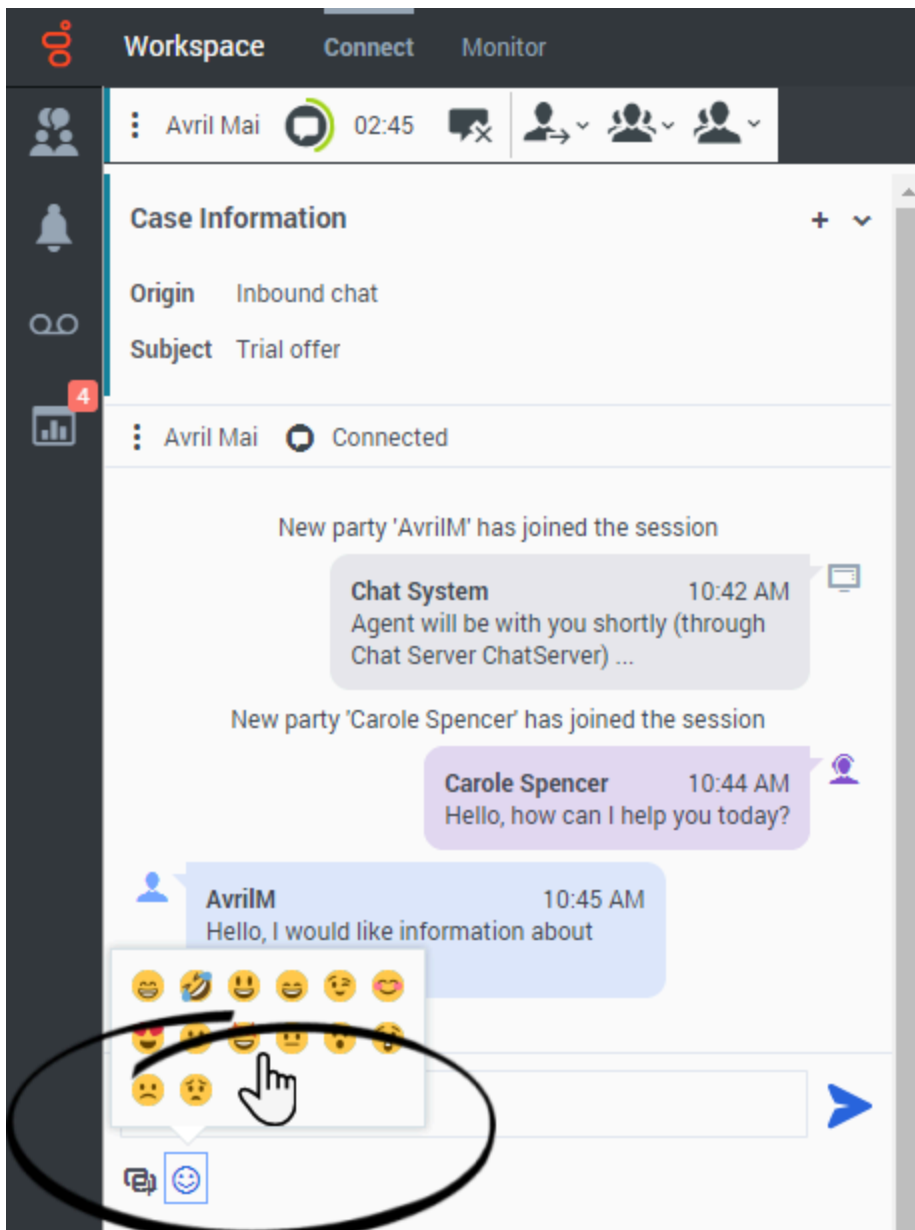 Workspace Connect Monitor
Avril Mai 02:45
Case Information
Origin Inbound chat
Subject Trial offer
4
Avril Mai Connected
New party 'AvrilM' has joined the session
Chat System 10:42 AM
Agent will be with you shortly (through
Chat Server ChatServer) ...
New party 'Carole Spencer' has joined the session
Carole Spencer 10:44 AM
Hello, how can I help you today?
AvrilM 10:45 AM
Hello, I would like information about